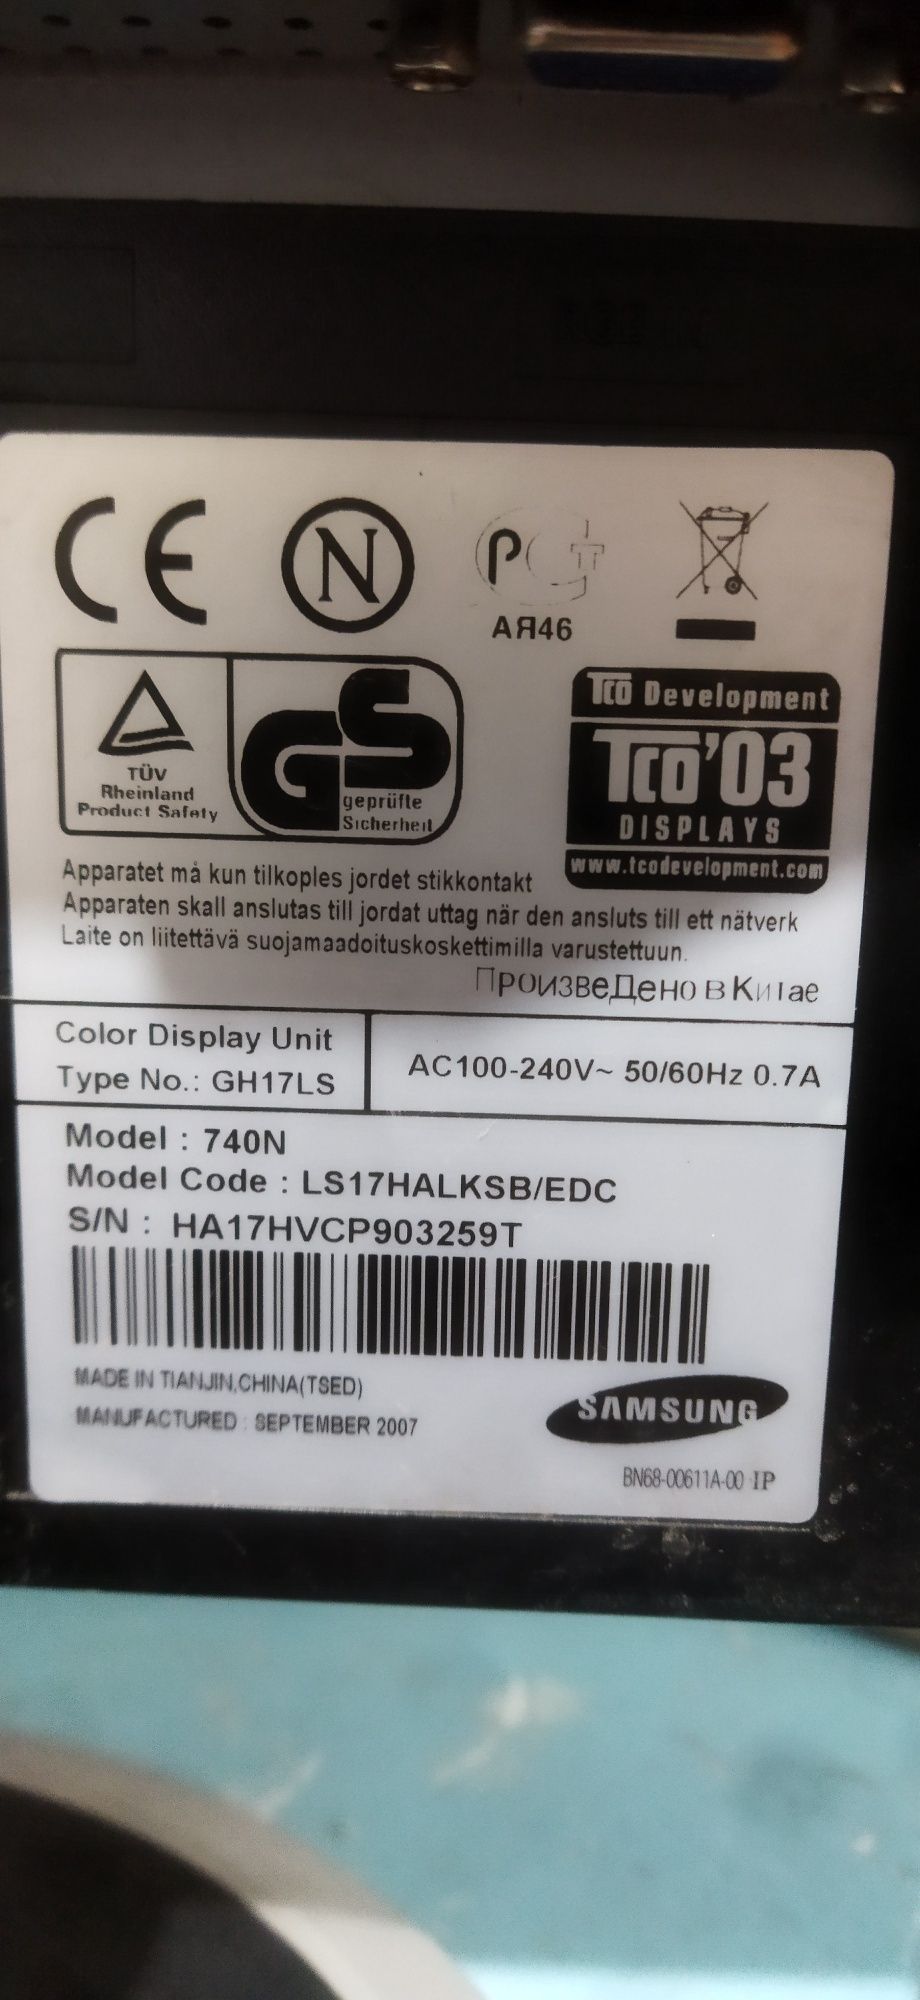 CE
N
РСТ
АЯ46
TÜV
Rheinland
Product Safety
GS
geprüfte
Sicherheit
TCO Development
TCO'03
DISPLAYS
www.tcodevelopment.com
Apparatet må kun tilkoples jordet stikkontakt
Apparaten skall anslutas till jordat uttag när den ansluts till ett nätverk
Laite on liitettävä suojamaadoituskoskettimilla varustettuun.
Произведено в Китае
Color Display Unit
Type No.: GH17LS
AC100-240V~ 50/60Hz 0.7A
Model : 740N
Model Code : LS17HALKSB/EDC
S/N : HA17HVCP903259T
MADE IN TIANJIN,CHINA(TSED)
MANUFACTURED : SEPTEMBER 2007
SAMSUNG
BN68-00611A-00 IP